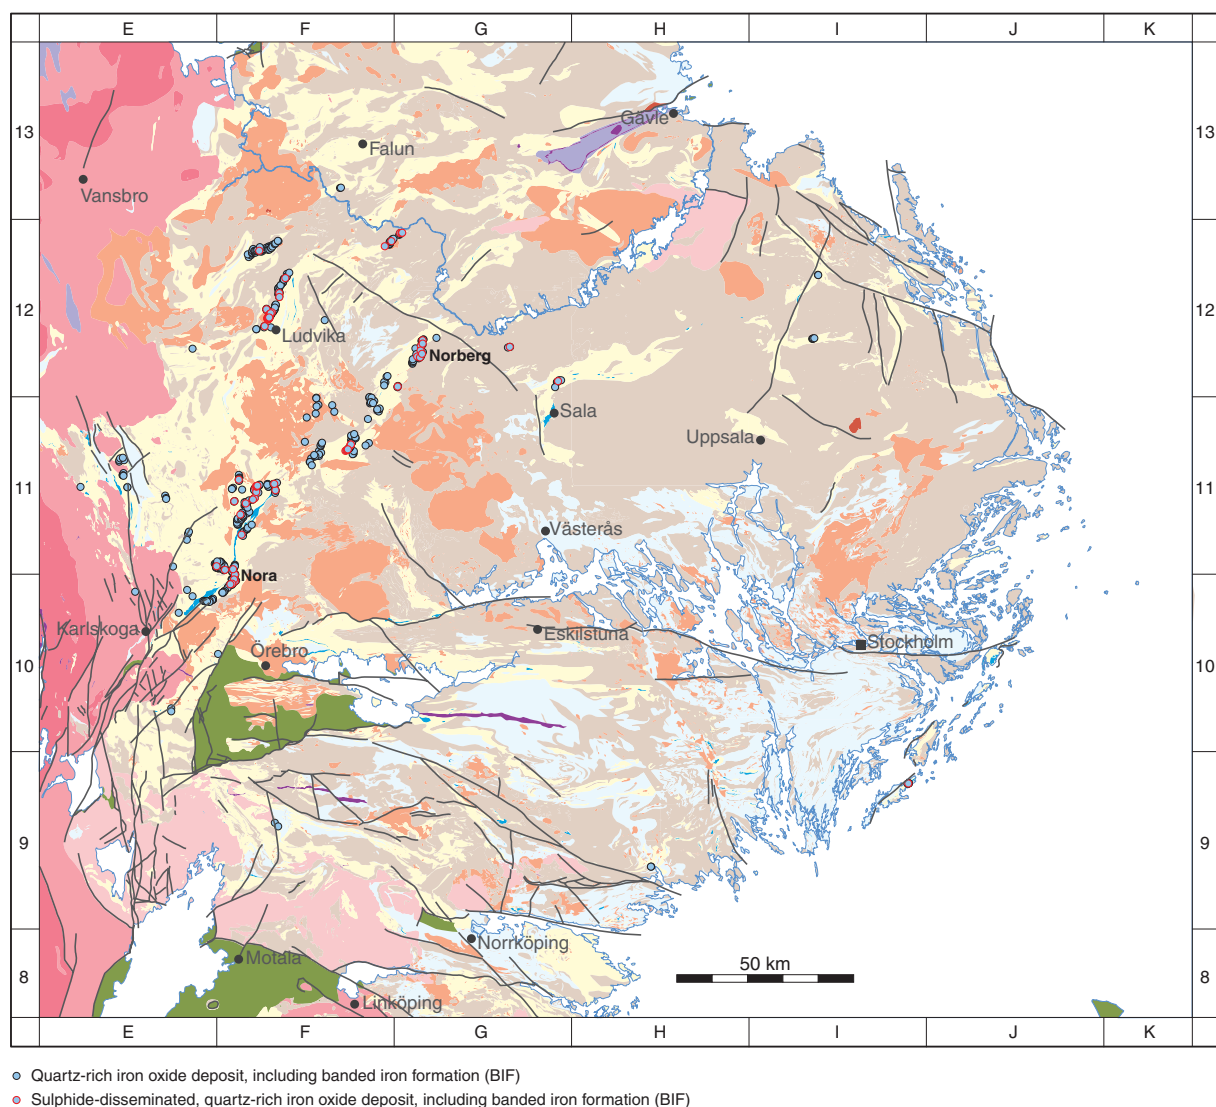 E F G H I J K
13 13
Gävle
Falun
Vansbro
12 12
Ludvika
Norberg
Sala
Uppsala
11 11
Västerås
Nora
Karlskoga
Eskilstuna
Stockholm
Örebro
10 10
9 9
Norrköping
Motala
50 km
8 8
Linköping
E F G H I J K
Quartz-rich iron oxide deposit, including banded iron formation (BIF)
Sulphide-disseminated, quartz-rich iron oxide deposit, including banded iron formation (BIF)